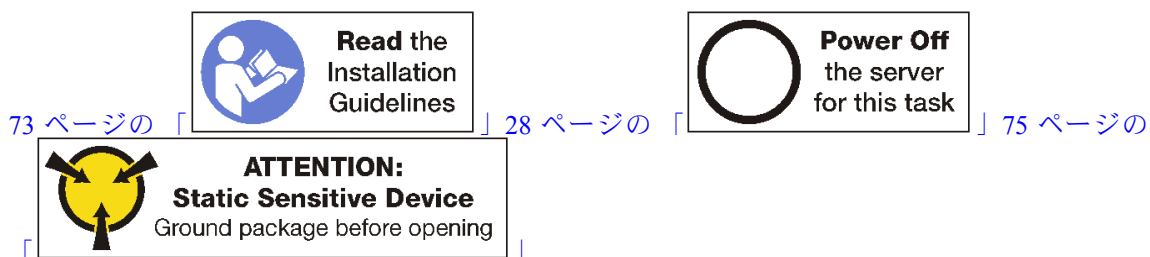 Read the
Installation
Guidelines
Power Off
the server
for this task
73 ページの「 」28 ページの「 」75 ページの
ATTENTION:
Static Sensitive Device
Ground package before opening
「 」